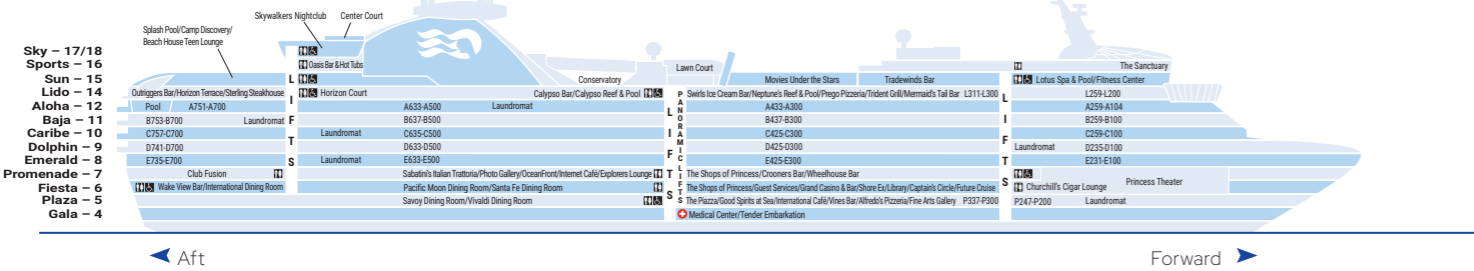 Skywalkers Nightclub
Center Court
Splash Pool/Camp Discovery/
Beach House Teen Lounge
Sky – 17/18
Sports – 16
Oasis Bar & Hot Tubs
Lawn Court
The Sanctuary
Sun – 15
Conservatory
Movies Under the Stars
Tradewinds Bar
Lotus Spa & Pool/Fitness Center
Lido – 14
Outriggers Bar/Horizon Terrace/Sterling Steakhouse
Horizon Court
Calypso Bar/Calypso Reef & Pool
Swirls Ice Cream Bar/Neptune's Reef & Pool/Prego Pizzeria/Trident Grill/Mermaid's Tail Bar L311-L300
L259-L200
Aloha – 12
Pool
A751-A700
A633-A500
Laundromat
A433-A300
A259-A104
Baja – 11
B753-B700
Laundromat
B637-B500
B437-B300
B259-B100
Caribe – 10
C757-C700
Laundromat
C635-C500
C425-C300
C259-C100
Dolphin – 9
D741-D700
D633-D500
D425-D300
Laundromat
D235-D100
Emerald – 8
E735-E700
Laundromat
E633-E500
E425-E300
E231-E100
Promenade – 7
Club Fusion
Sabatini's Italian Trattoria/Photo Gallery/OceanFront/Internet Café/Explorers Lounge
The Shops of Princess/Crooners Bar/Wheelhouse Bar
Princess Theater
Fiesta – 6
Wake View Bar/International Dining Room
Pacific Moon Dining Room/Santa Fe Dining Room
The Shops of Princess/Guest Services/Grand Casino & Bar/Shore Ex/Library/Captain's Circle/Future Cruise
Churchill's Cigar Lounge
Plaza – 5
Savoy Dining Room/Vivaldi Dining Room
The Piazza/Good Spirits at Sea/International Café/Vines Bar/Alfredo's Pizzeria/Fine Arts Gallery P337-P300
P247-P200
Laundromat
Gala – 4
Medical Center/Tender Embarkation
LIFTS
LIFTS
PANORAMIC LIFTS
LIFTS
Aft
Forward